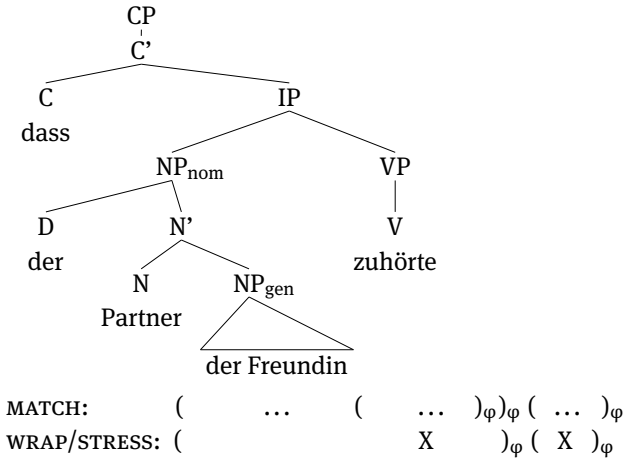 CP
C’
C IP
dass
NPnom VP
D N’ V
der zuhörte
N NPgen
Partner
der Freundin
MATCH: ( … ( … )φ)φ ( … )φ
WRAP/STRESS: ( X )φ ( X )φ